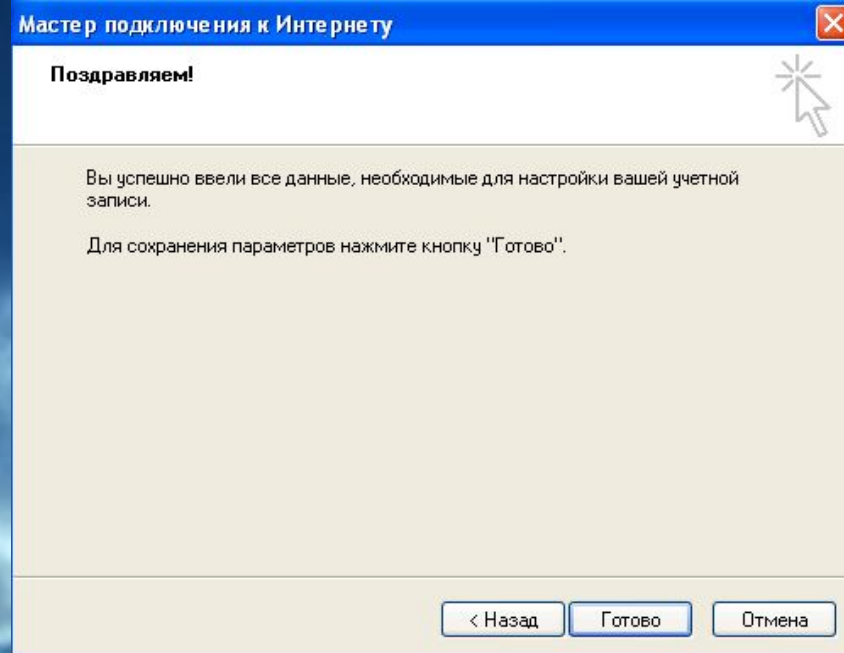 Мастер подключения к Интернету
Поздравляем!
Вы успешно ввели все данные, необходимые для настройки вашей учетной
записи.
Для сохранения параметров нажмите кнопку "Готово".
< Назад
Готово
Отмена